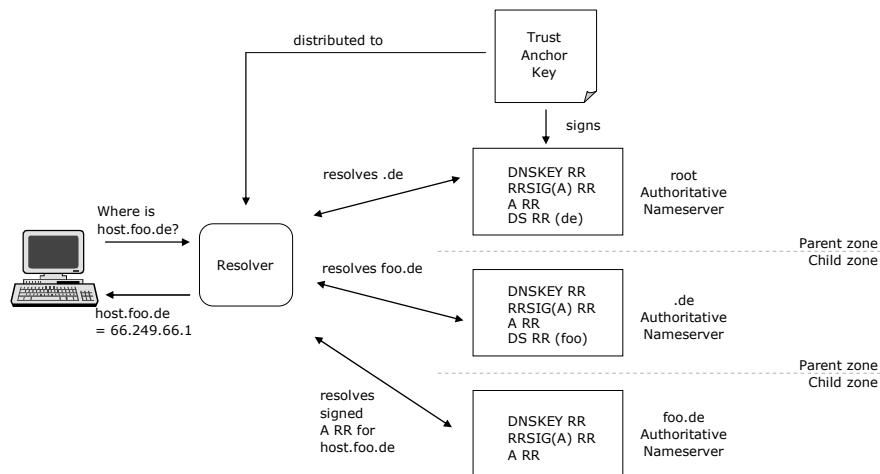 distributed to
Trust
Anchor
Key
signs
resolves .de
DNSKEY RR
RRSIG(A) RR
A RR
DS RR (de)
root
Authoritative
Nameserver
Where is
host.foo.de?
Resolver
host.foo.de
= 66.249.66.1
Parent zone
Child zone
resolves foo.de
DNSKEY RR
RRSIG(A) RR
A RR
DS RR (foo)
.de
Authoritative
Nameserver
Parent zone
Child zone
resolves
signed
A RR for
host.foo.de
DNSKEY RR
RRSIG(A) RR
A RR
foo.de
Authoritative
Nameserver